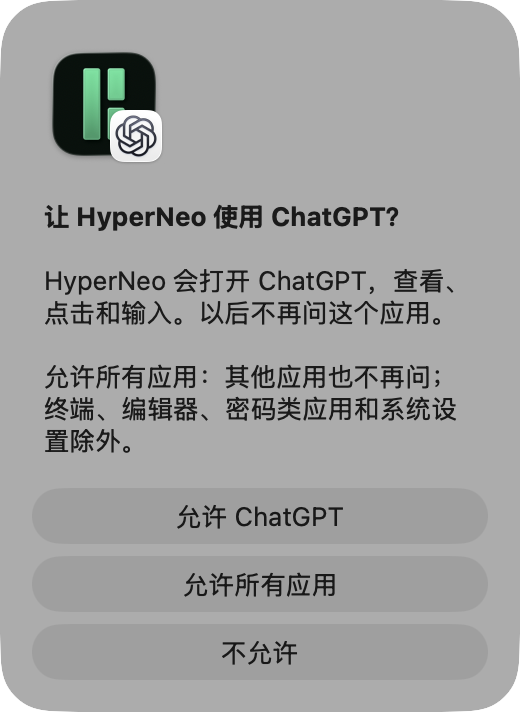 让 HyperNeo 使用 ChatGPT?
HyperNeo 会打开 ChatGPT，查看、
点击和输入。以后不再问这个应用。
允许所有应用：其他应用也不再问；
终端、编辑器、密码类应用和系统设
置除外。
允许 ChatGPT
允许所有应用
不允许